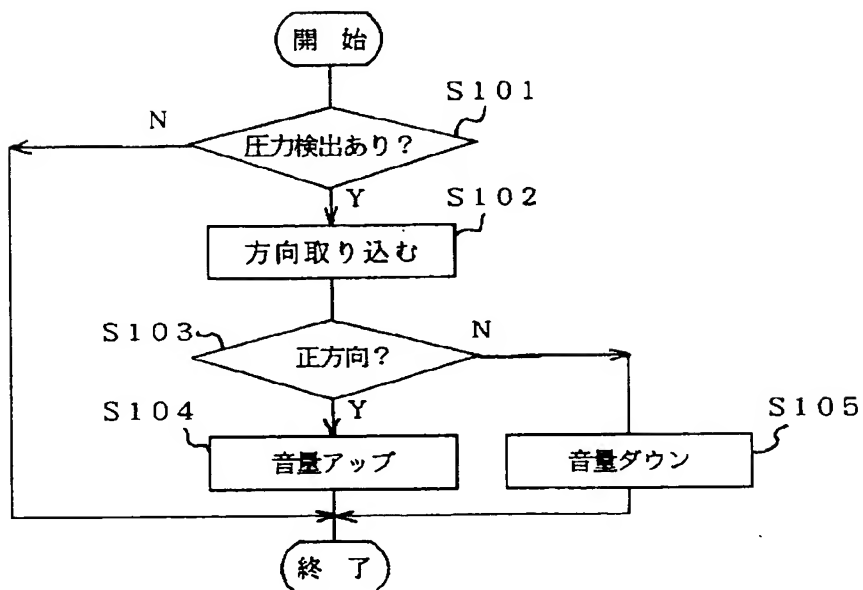 開 始
S101
N
圧力検出あり?
Y
S102
方向取り込む
S103
N
正方向?
S104
Y
S105
音量アップ
音量ダウン
終 了